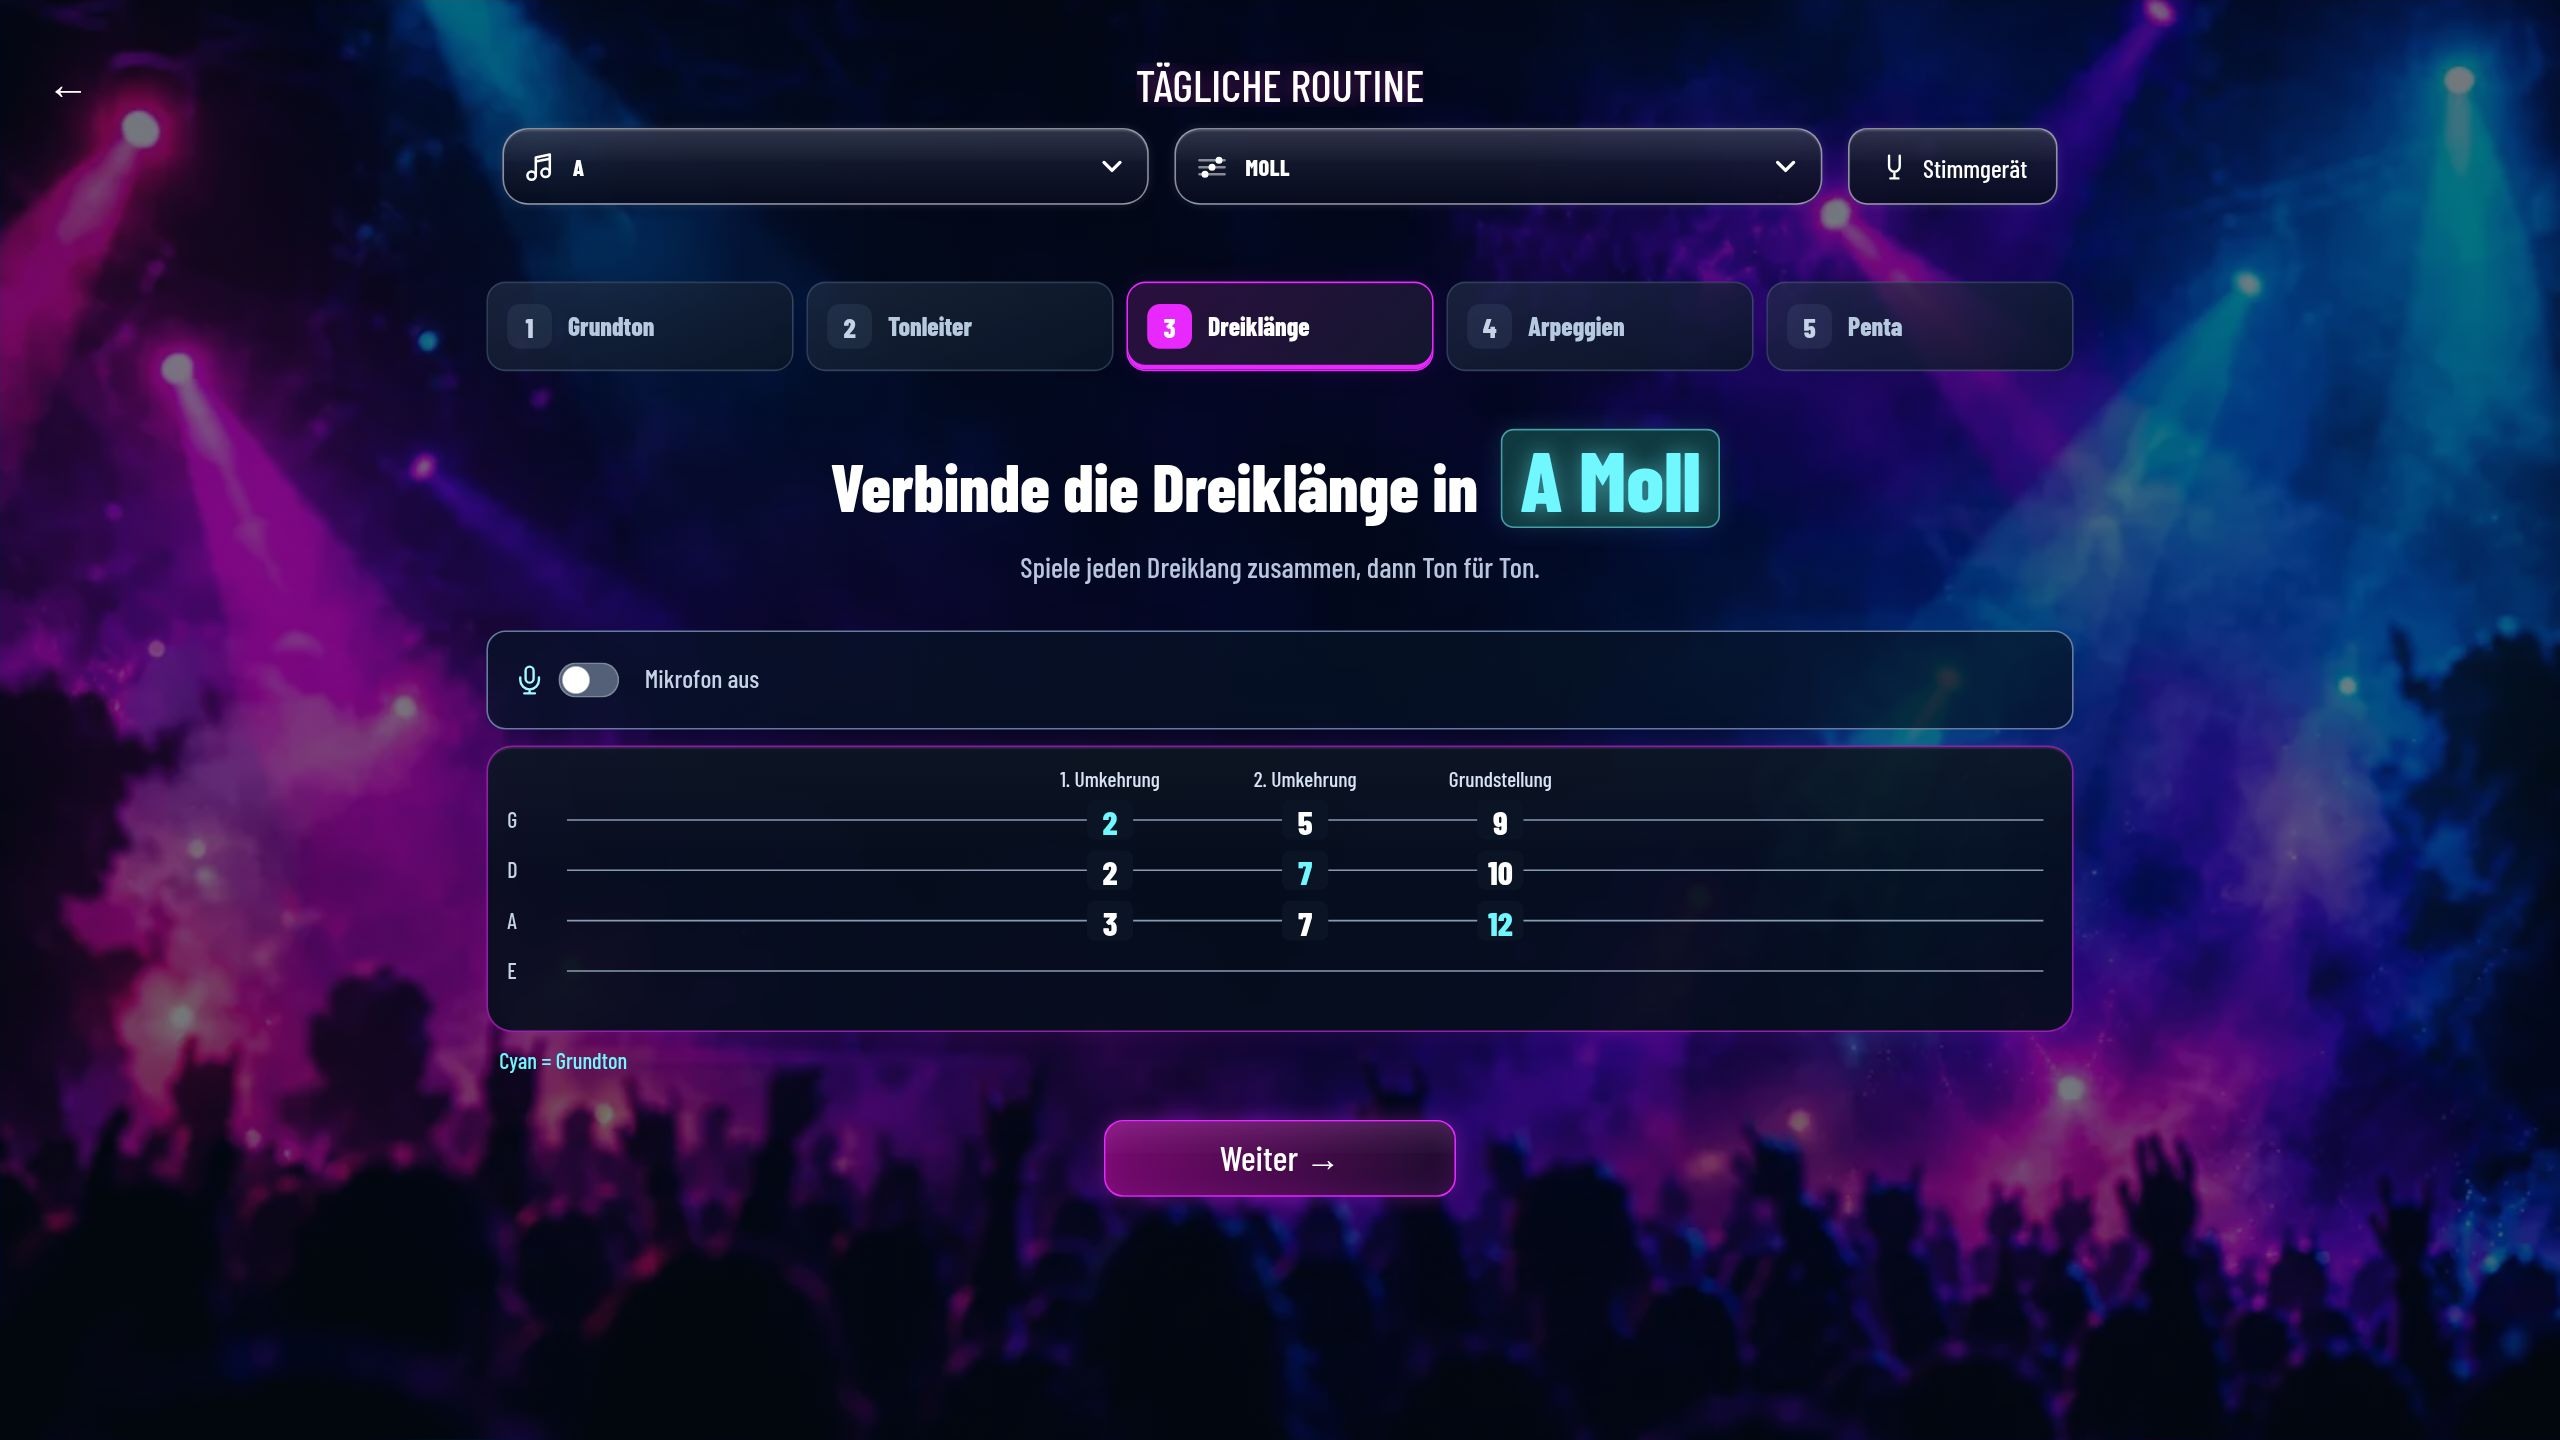 ←
TÄGLICHE ROUTINE
A
MOLL
Stimmgerät
1 Grundton
2 Tonleiter
3 Dreiklänge
4 Arpeggien
5 Penta
Verbinde die Dreiklänge in A Moll
Spiele jeden Dreiklang zusammen, dann Ton für Ton.
Mikrofon aus
1. Umkehrung 2. Umkehrung Grundstellung
G 2 5 9
D 2 7 10
A 3 7 12
E
Cyan = Grundton
Weiter →